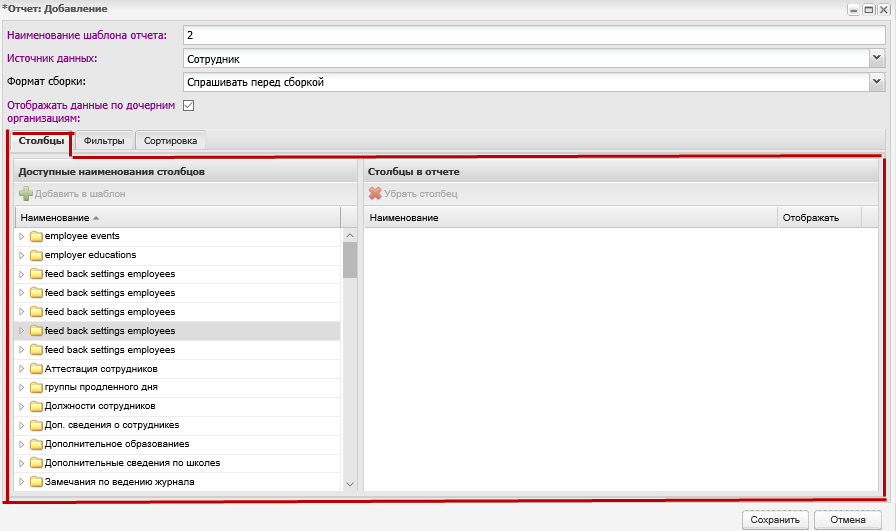 *Отчет: Добавление
Наименование шаблона отчета: 2
Источник данных: Сотрудник
Формат сборки: Спрашивать перед сборкой
Отображать данные по дочерним
организациям:
Столбцы Фильтры Сортировка
Доступные наименования столбцов
Добавить в шаблон
Наименование
employee events
employer educations
feed back settings employees
feed back settings employees
feed back settings employees
feed back settings employees
feed back settings employees
Аттестация сотрудников
группы продленного дня
Должности сотрудников
Доп. сведения о сотрудникеs
Дополнительное образованиеs
Дополнительные сведения по школеs
Замечания по ведению журнала
Столбцы в отчете
Убрать столбец
Наименование Отображать
Сохранить Отмена